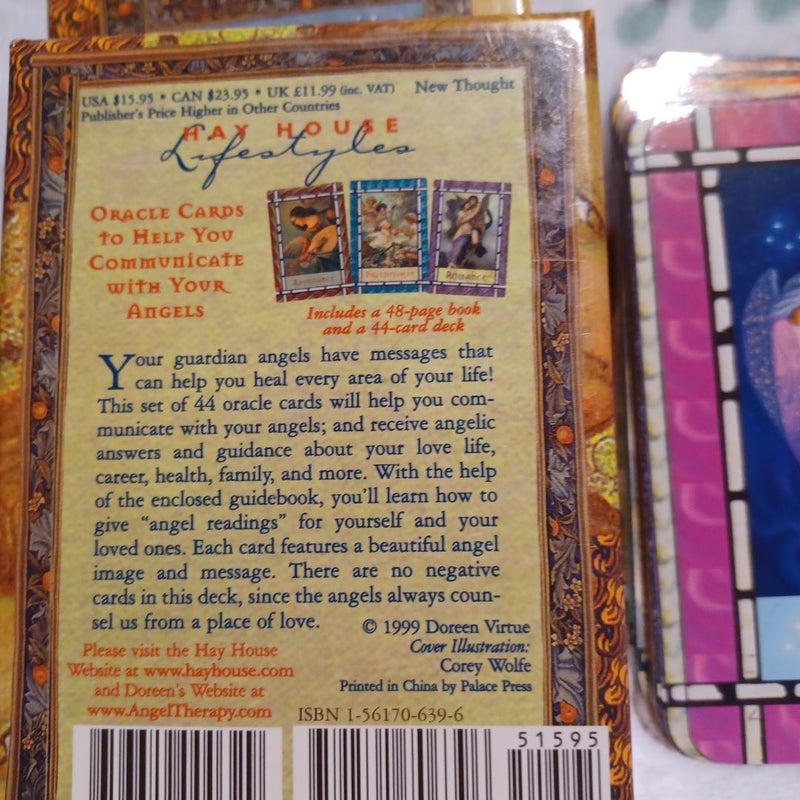 USA $15.95 • CAN $23.95 • UK £11.99 (inc. VAT) New Thought
Publisher's Price Higher in Other Countries
HAY HOUSE
Lifestyles
ORACLE CARDS
TO HELP YOU
COMMUNICATE
WITH YOUR
ANGELS
Romance
Includes a 48-page book
and a 44-card deck
Your guardian angels have messages that
can help you heal every area of your life!
This set of 44 oracle cards will help you com-
municate with your angels; and receive angelic
answers and guidance about your love life,
career, health, family, and more. With the help
of the enclosed guidebook, you'll learn how to
give “angel readings” for yourself and your
loved ones. Each card features a beautiful angel
image and message. There are no negative
cards in this deck, since the angels always coun-
sel us from a place of love.
© 1999 Doreen Virtue
Cover Illustration:
Corey Wolfe
Printed in China by Palace Press
Please visit the Hay House
Website at www.hayhouse.com
and Doreen's Website at
www.AngelTherapy.com
ISBN 1-56170-639-6
51595